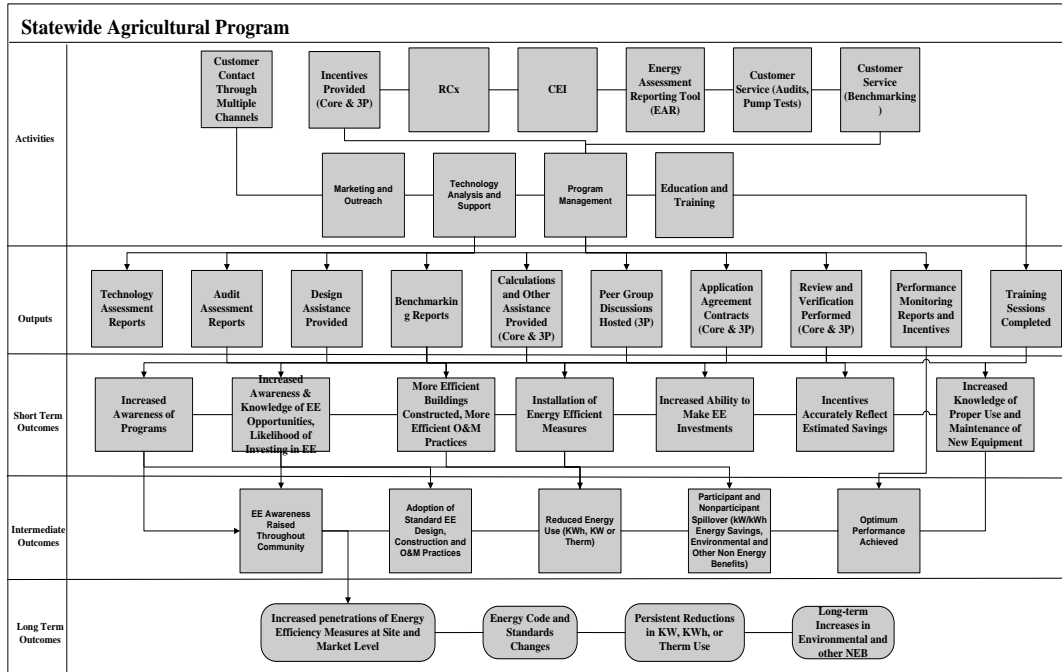 Statewide Agricultural Program
Activities
Customer
Contact
Through
Multiple
Channels
Incentives
Provided
(Core & 3P)
RCx
CEI
Energy
Assessment
Reporting Tool
(EAR)
Customer
Service (Audits,
Pump Tests)
Customer
Service
(Benchmarking
)
Marketing and
Outreach
Technology
Analysis and
Support
Program
Management
Education and
Training
Outputs
Technology
Assessment
Reports
Audit
Assessment
Reports
Design
Assistance
Provided
Benchmarkin
g Reports
Calculations
and Other
Assistance
Provided
(Core & 3P)
Peer Group
Discussions
Hosted (3P)
Application
Agreement
Contracts
(Core & 3P)
Review and
Verification
Performed
(Core & 3P)
Performance
Monitoring
Reports and
Incentives
Training
Sessions
Completed
Short Term
Outcomes
Increased
Awareness of
Programs
Increased
Awareness &
Knowledge of EE
Opportunities,
Likelihood of
Investing in EE
More Efficient
Buildings
Constructed, More
Efficient O&M
Practices
Installation of
Energy Efficient
Measures
Increased Ability to
Make EE
Investments
Incentives
Accurately Reflect
Estimated Savings
Increased
Knowledge of
Proper Use and
Maintenance of
New Equipment
Intermediate
Outcomes
EE Awareness
Raised
Throughout
Community
Adoption of
Standard EE
Design,
Construction and
O&M Practices
Reduced Energy
Use (KWh, KW or
Therm)
Participant and
Nonparticipant
Spillover (kW/kWh
Energy Savings,
Environmental and
Other Non Energy
Benefits)
Optimum
Performance
Achieved
Long Term
Outcomes
Increased penetrations of Energy
Efficiency Measures at Site and
Market Level
Energy Code and
Standards
Changes
Persistent Reductions
in KW, KWh, or
Therm Use
Long-term
Increases in
Environmental and
other NEB